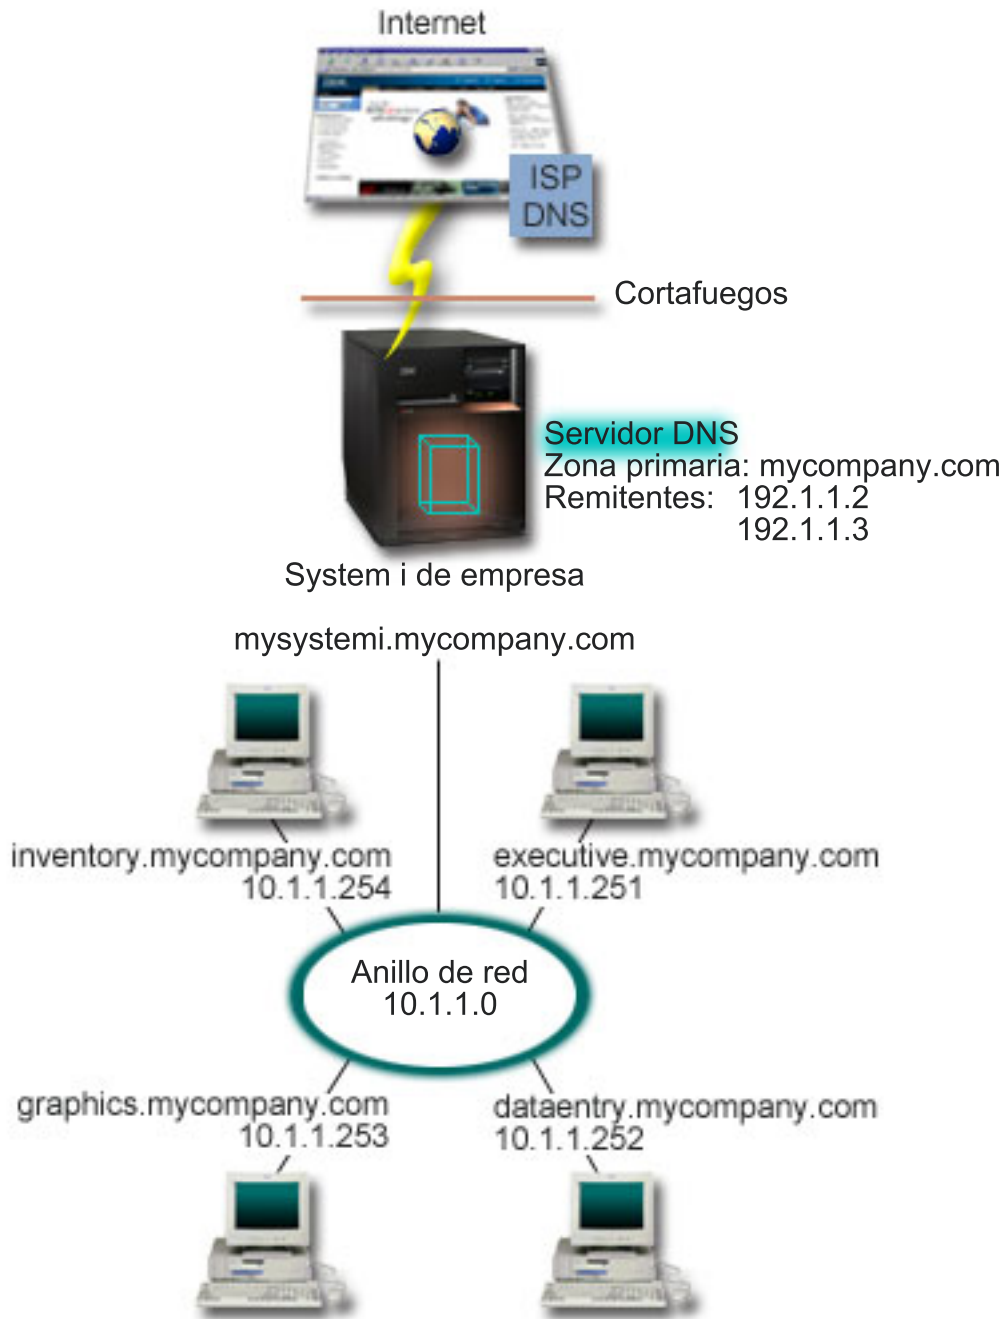 Internet
ISP
DNS
Cortafuegos
Servidor DNS
Zona primaria: mycompany.com
Remitentes: 192.1.1.2
192.1.1.3
System i de empresa
mysystemi.mycompany.com
inventory.mycompany.com
10.1.1.254
executive.mycompany.com
10.1.1.251
Anillo de red
10.1.1.0
graphics.mycompany.com
10.1.1.253
dataentry.mycompany.com
10.1.1.252